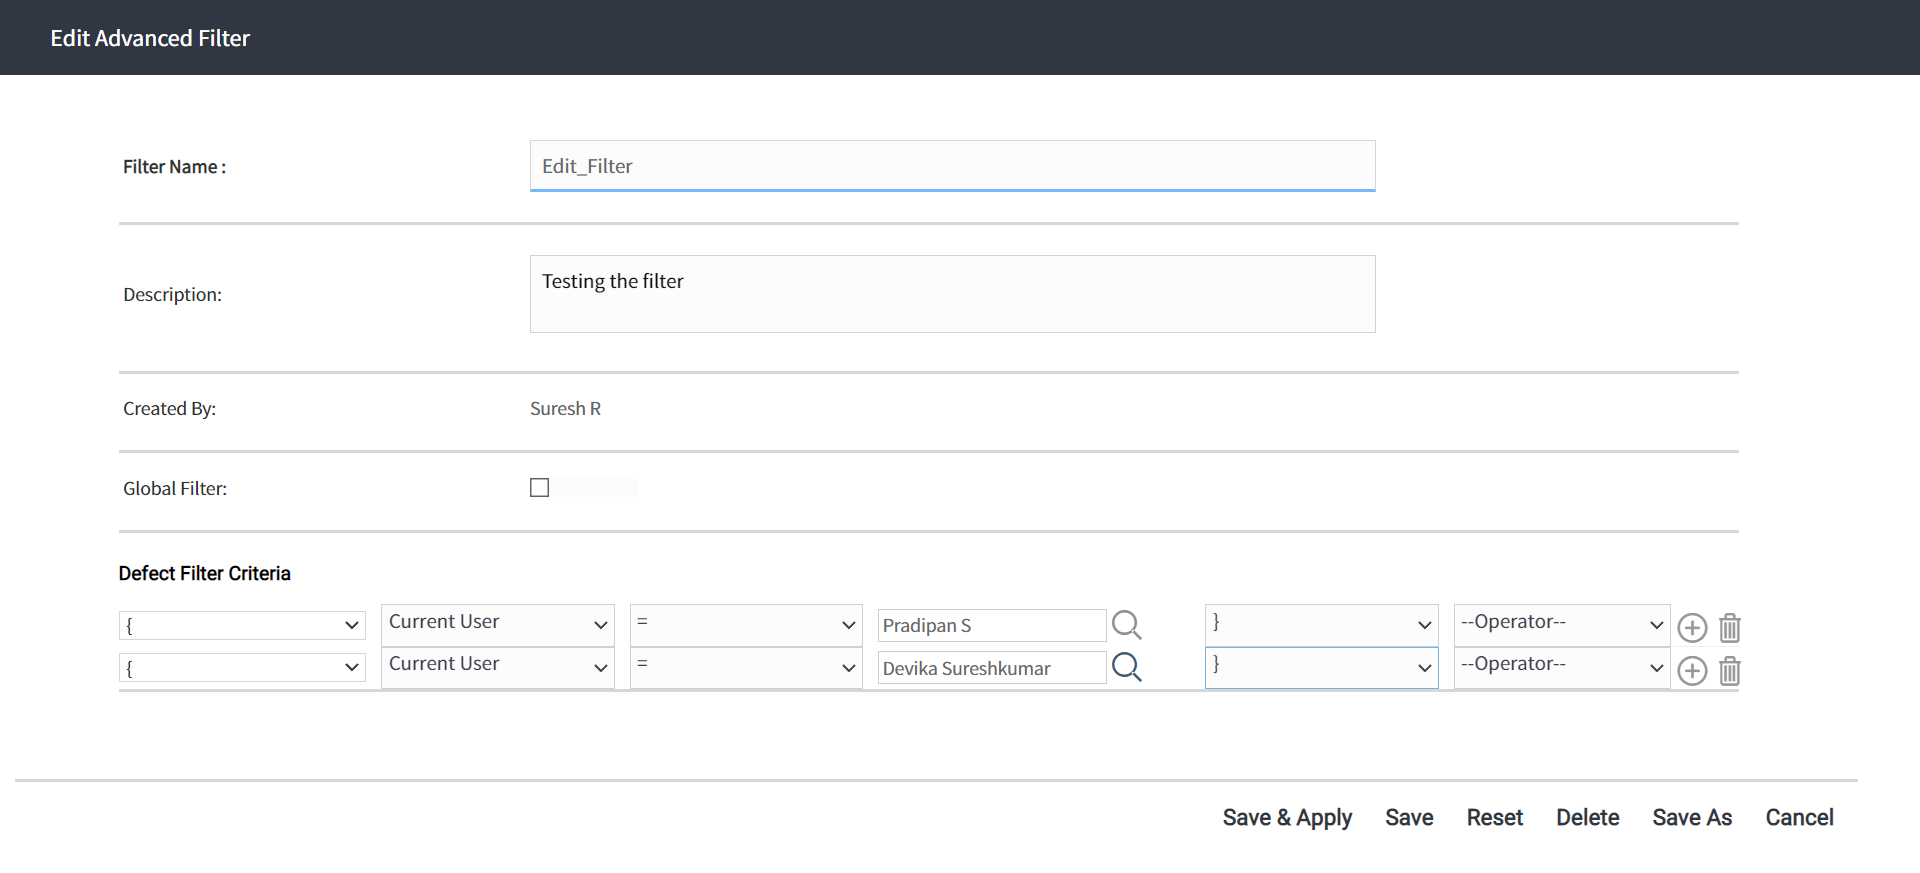 Edit Advanced Filter
Filter Name : Edit_Filter
Description: Testing the filter
Created By: Suresh R
Global Filter:
Defect Filter Criteria
{ Current User = Pradipan S } --Operator--
{ Current User = Devika Sureshkumar } --Operator--
Save & Apply Save Reset Delete Save As Cancel